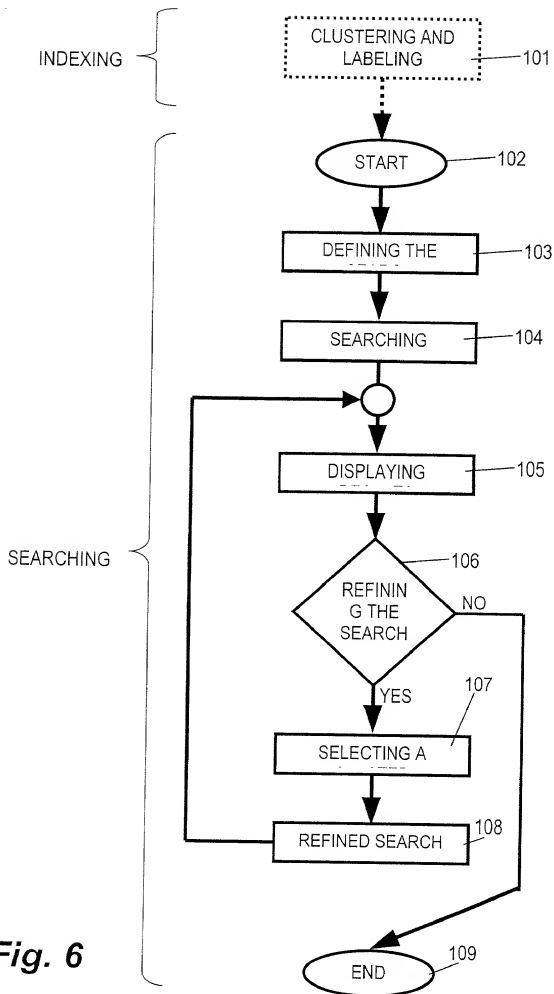 INDEXING
CLUSTERING AND
LABELING
101
START
102
DEFINING THE
103
SEARCHING
104
DISPLAYING
105
SEARCHING
106
REFININ
G THE
SEARCH
NO
YES
107
SELECTING A
REFINED SEARCH
108
Fig. 6
END
109